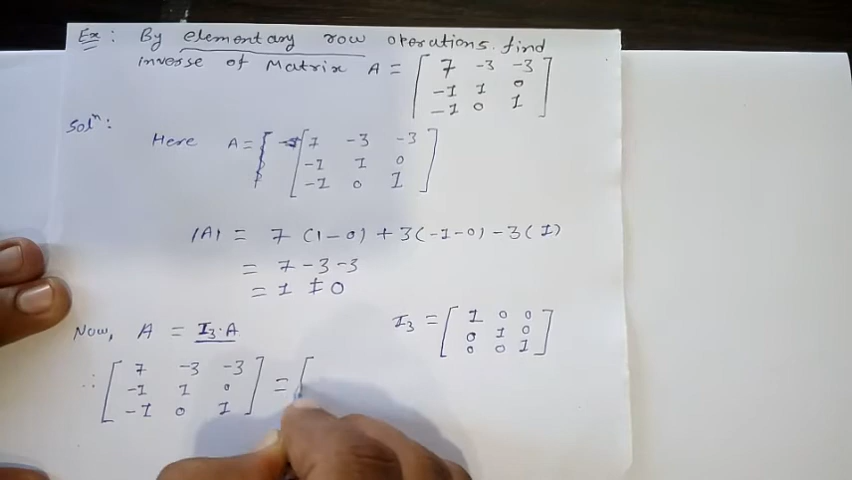 Ex : By elementary row operations. find
inverse of Matrix A = [ 7 -3 -3
-1 1 0
-1 0 1 ]
Solⁿ :
Here A = [ 7 -3 -3
-1 1 0
-1 0 1 ]
|A| = 7 (1-0) + 3(-1-0) - 3(1)
= 7 - 3 - 3
= 1 ≠ 0
Now, A = I₃·A
I₃ = [ 1 0 0
0 1 0
0 0 1 ]
∴ [ 7 -3 -3
-1 1 0
-1 0 1 ] = [